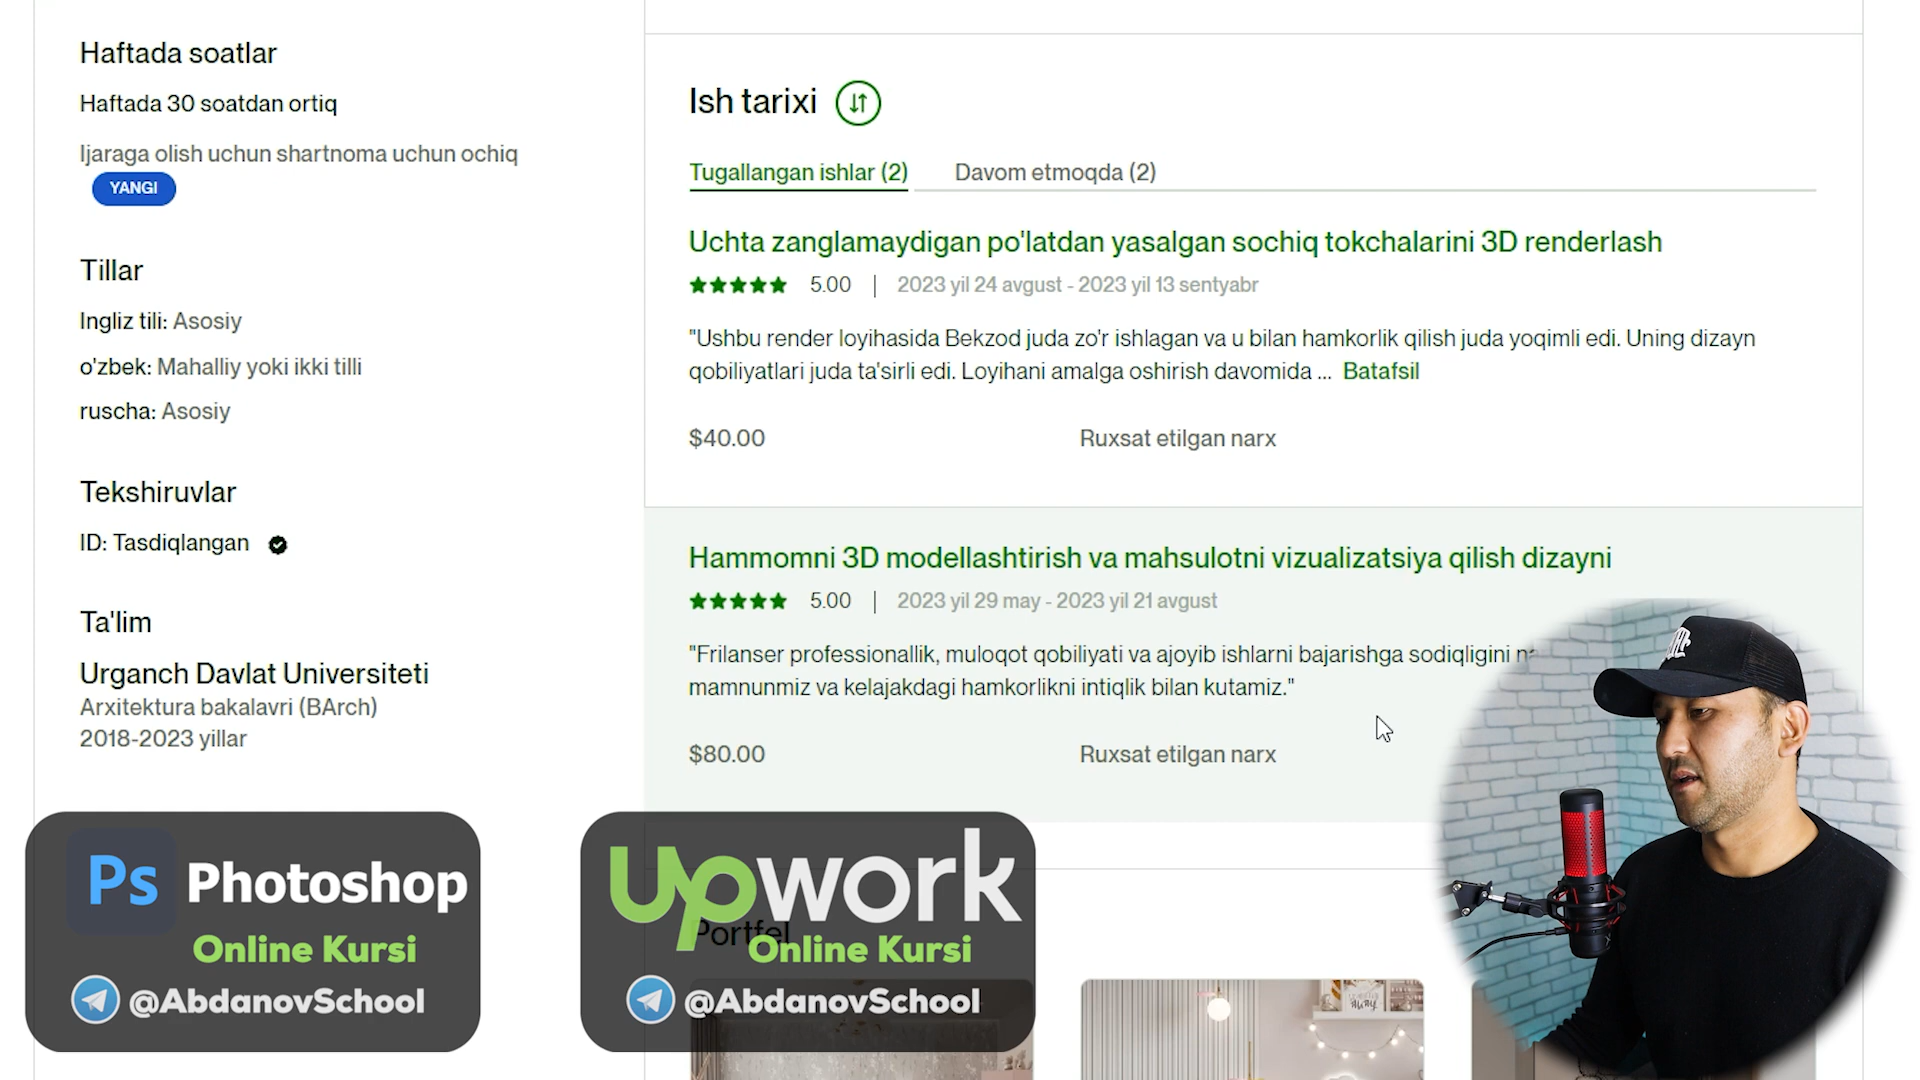 Haftada soatlar
Haftada 30 soatdan ortiq
Ijaraga olish uchun shartnoma uchun ochiq
YANGI
Tillar
Ingliz tili: Asosiy
o'zbek: Mahalliy yoki ikki tilli
ruscha: Asosiy
Tekshiruvlar
ID: Tasdiqlangan
Ta'lim
Urganch Davlat Universiteti
Arxitektura bakalavri (BArch)
2018-2023 yillar
Ish tarixi
Tugallangan ishlar (2) Davom etmoqda (2)
Uchta zanglamaydigan po'latdan yasalgan sochiq tokchalarini 3D renderlash
5.00 | 2023 yil 24 avgust - 2023 yil 13 sentyabr
"Ushbu render loyihasida Bekzod juda zo'r ishlagan va u bilan hamkorlik qilish juda yoqimli edi. Uning dizayn
qobiliyatlari juda ta'sirli edi. Loyihani amalga oshirish davomida ... Batafsil
$40.00 Ruxsat etilgan narx
Hammomni 3D modellashtirish va mahsulotni vizualizatsiya qilish dizayni
5.00 | 2023 yil 29 may - 2023 yil 21 avgust
"Frilanser professionallik, muloqot qobiliyati va ajoyib ishlarni bajarishga sodiqligini
mamnunmiz va kelajakdagi hamkorlikni intiqlik bilan kutamiz."
$80.00 Ruxsat etilgan narx
Portfel
Ps Photoshop
Online Kursi
@AbdanovSchool
Upwork
Online Kursi
@AbdanovSchool